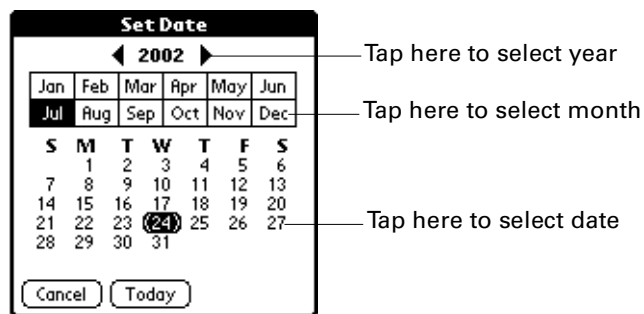 Set Date
2002
Tap here to select year
Jan Feb Mar Apr May Jun
Jul Aug Sep Oct Nov Dec
Tap here to select month
S M T W T F S
1 2 3 4 5 6
7 8 9 10 11 12 13
14 15 16 17 18 19 20
21 22 23 24 25 26 27
Tap here to select date
28 29 30 31
Cancel Today